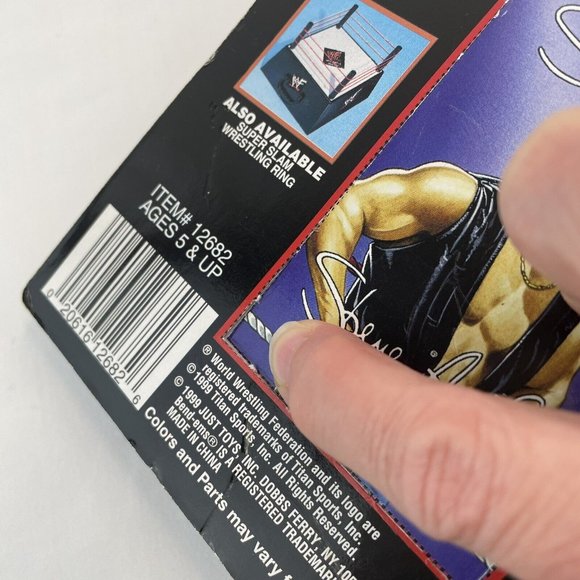 ALSO AVAILABLE
SUPER SLAM
WRESTLING RING
ITEM# 12682
AGES 5 & UP
0 20616 12682 6
® World Wrestling Federation and its logo are
registered trademarks of Titan Sports, Inc.
© 1999 Titan Sports, Inc. All Rights Reserved.
© 1999 JUST TOYS, INC. DOBBS FERRY, NY
Bend-ems® IS A REGISTERED TRADEMARK
MADE IN CHINA
Colors and Parts may vary